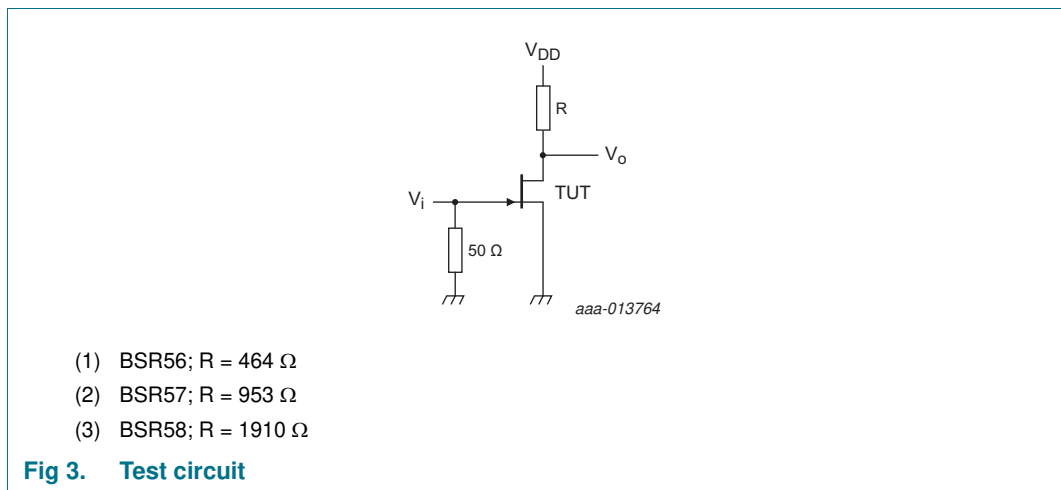 VDD
R
Vo
TUT
Vi
50 Ω
aaa-013764
(1) BSR56; R = 464 Ω
(2) BSR57; R = 953 Ω
(3) BSR58; R = 1910 Ω
Fig 3. Test circuit